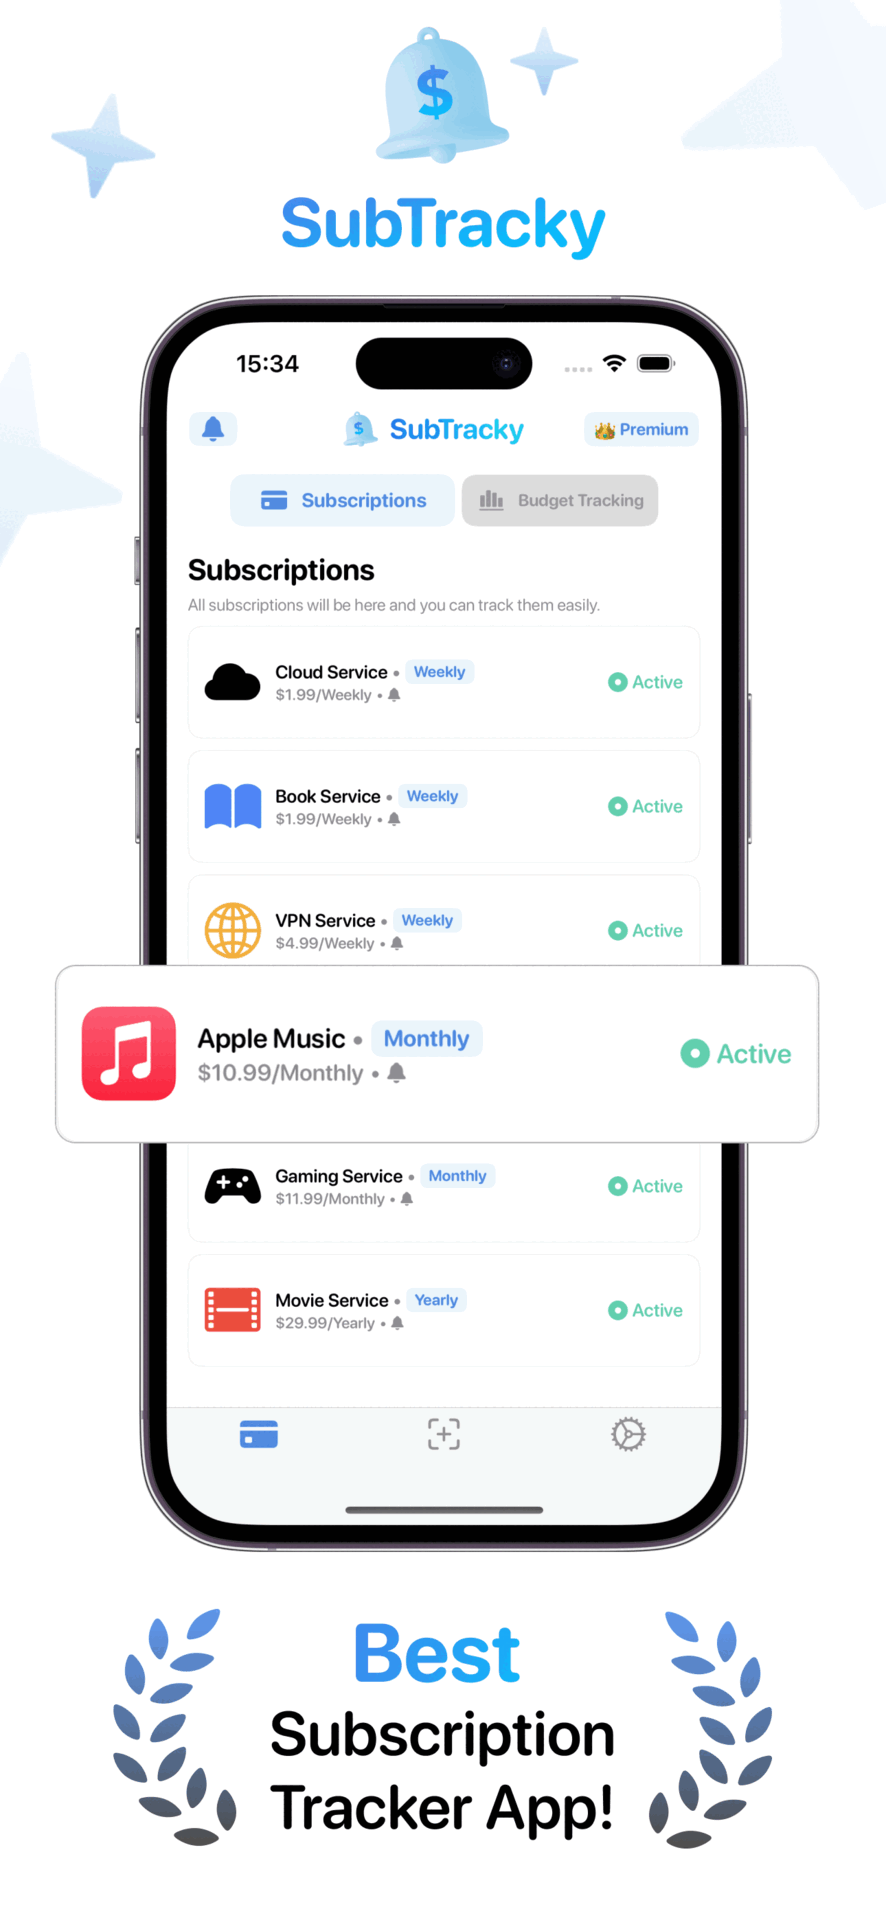 $
SubTracky
15:34
$ SubTracky
Premium
Subscriptions
Budget Tracking
Subscriptions
All subscriptions will be here and you can track them easily.
Cloud Service • Weekly
$1.99/Weekly •
Active
Book Service • Weekly
$1.99/Weekly •
Active
VPN Service • Weekly
$4.99/Weekly •
Active
Apple Music • Monthly
$10.99/Monthly •
Active
Gaming Service • Monthly
$11.99/Monthly •
Active
Movie Service • Yearly
$29.99/Yearly •
Active
Best
Subscription
Tracker App!